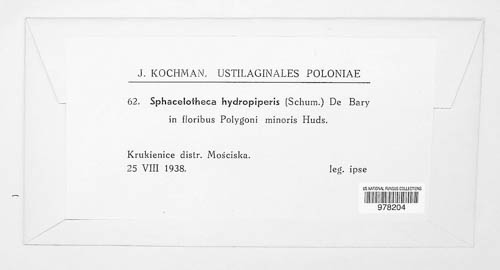 J. KOCHMAN. USTILAGINALES POLONIAE
62. Sphacelotheca hydropiperis (Schum.) De Bary
in floribus Polygoni minoris Huds.
Krukienice distr. Mościska.
25 VIII 1938. leg. ipse
US NATIONAL FUNGUS COLLECTIONS
978204